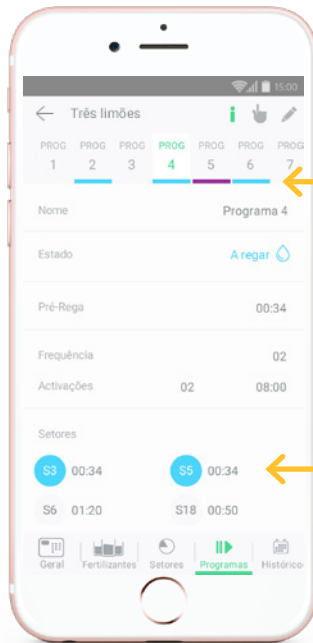 15:00
Três limões
PROG PROG PROG PROG PROG PROG PROG
1 2 3 4 5 6 7
Nome Programa 4
Estado A regar
Pré-Rega 00:34
Frequência 02
Activações 02 08:00
Setores
S3 00:34 S5 00:34
S6 01:20 S18 00:50
Geral Fertilizantes Setores Programas Histórico